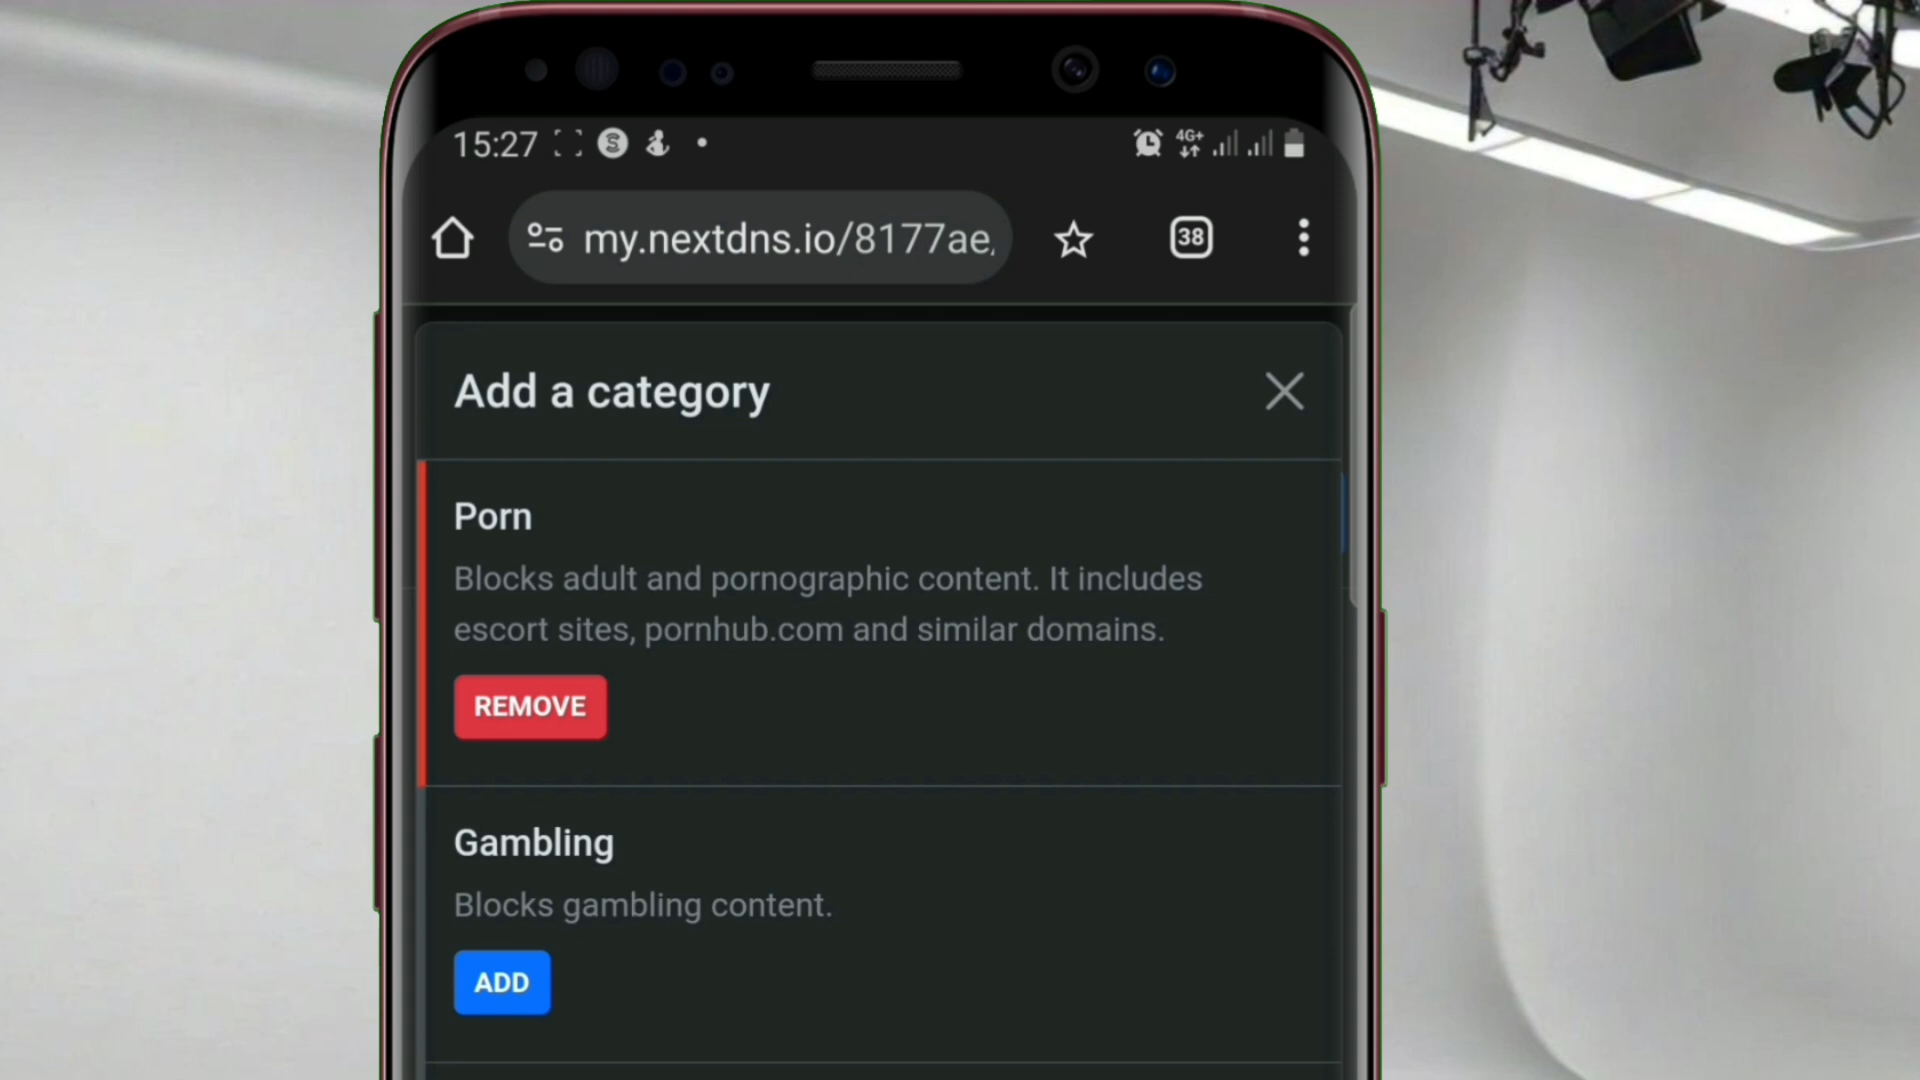 15:27
4G+
my.nextdns.io/8177ae
38
Add a category
Porn
Blocks adult and pornographic content. It includes
escort sites, pornhub.com and similar domains.
REMOVE
Gambling
Blocks gambling content.
ADD